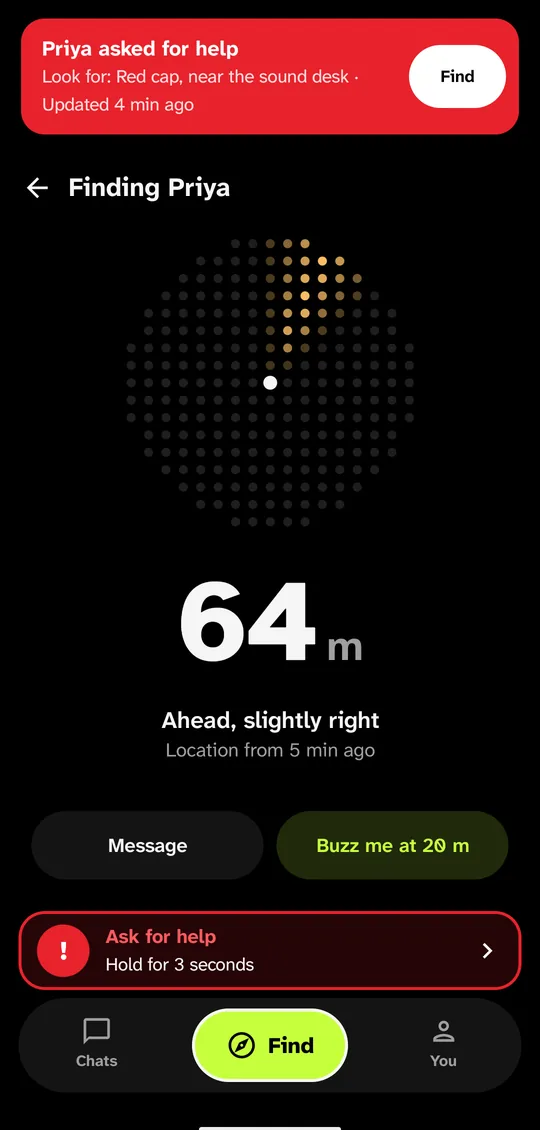 Priya asked for help
Look for: Red cap, near the sound desk ·
Updated 4 min ago
Find
Finding Priya
64 m
Ahead, slightly right
Location from 5 min ago
Message
Buzz me at 20 m
!
Ask for help
Hold for 3 seconds
Chats
Find
You